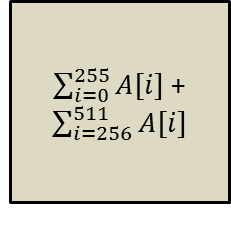 ∑_{i=0}^{255} A[i] +
∑_{i=256}^{511} A[i]